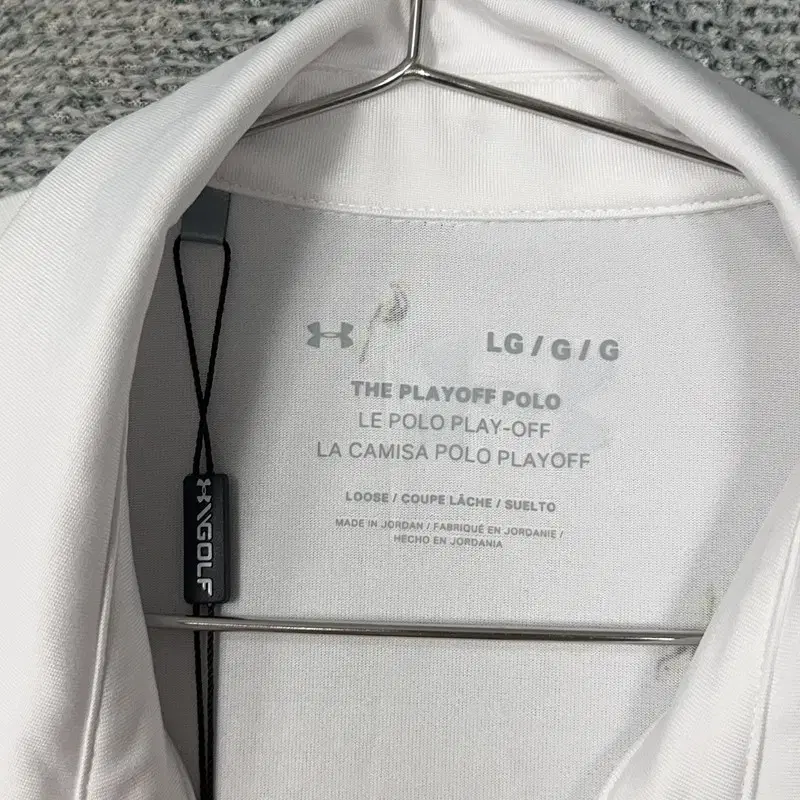 LG / G / G
THE PLAYOFF POLO
LE POLO PLAY-OFF
LA CAMISA POLO PLAYOFF
LOOSE / COUPE LÂCHE / SUELTO
MADE IN JORDAN / FABRIQUÉ EN JORDANIE /
HECHO EN JORDANIA
GOLF